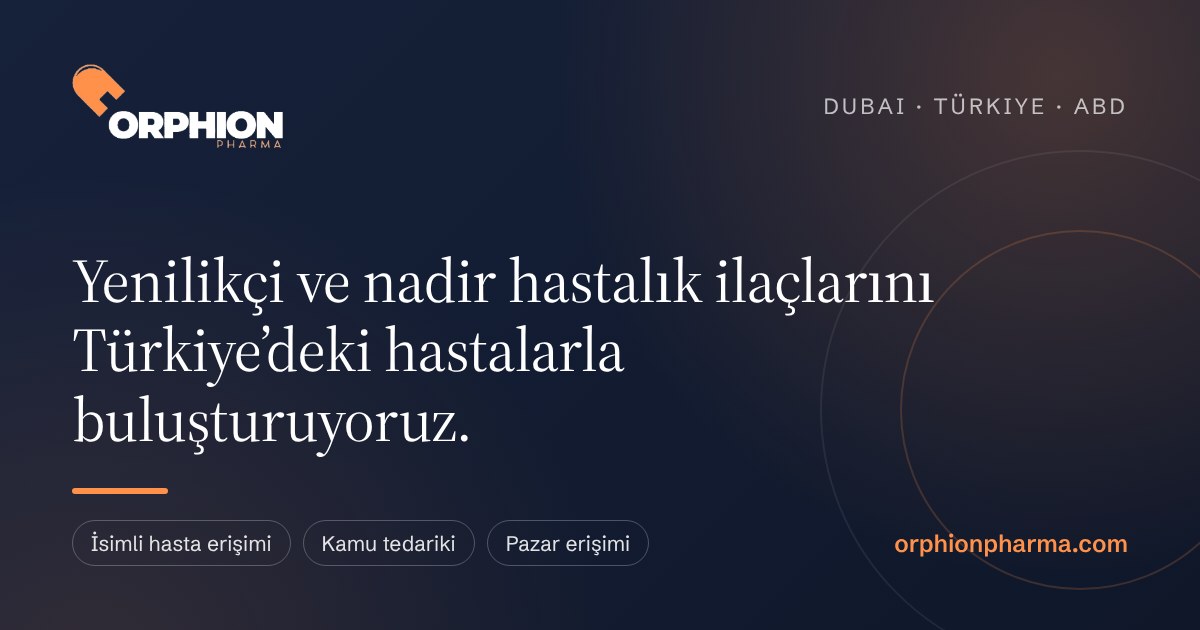 ORPHION
PHARMA
DUBAI · TÜRKIYE · ABD
Yenilikçi ve nadir hastalık ilaçlarını
Türkiye’deki hastalarla
buluşturuyoruz.
İsimli hasta erişimi
Kamu tedariki
Pazar erişimi
orphionpharma.com